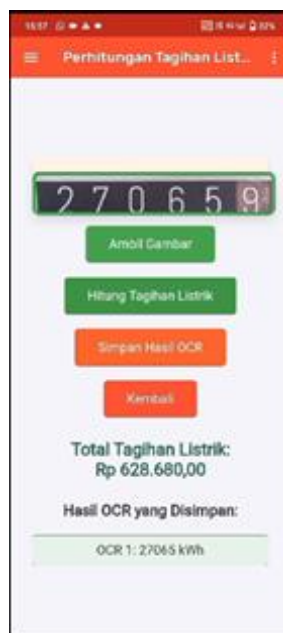 Perhitungan Tagihan List...
270659
Ambil Gambar
Hitung Tagihan Listrik
Simpan Hasil OCR
Kembali
Total Tagihan Listrik:
Rp 628.680,00
Hasil OCR yang Disimpan:
OCR 1: 27065 kWh